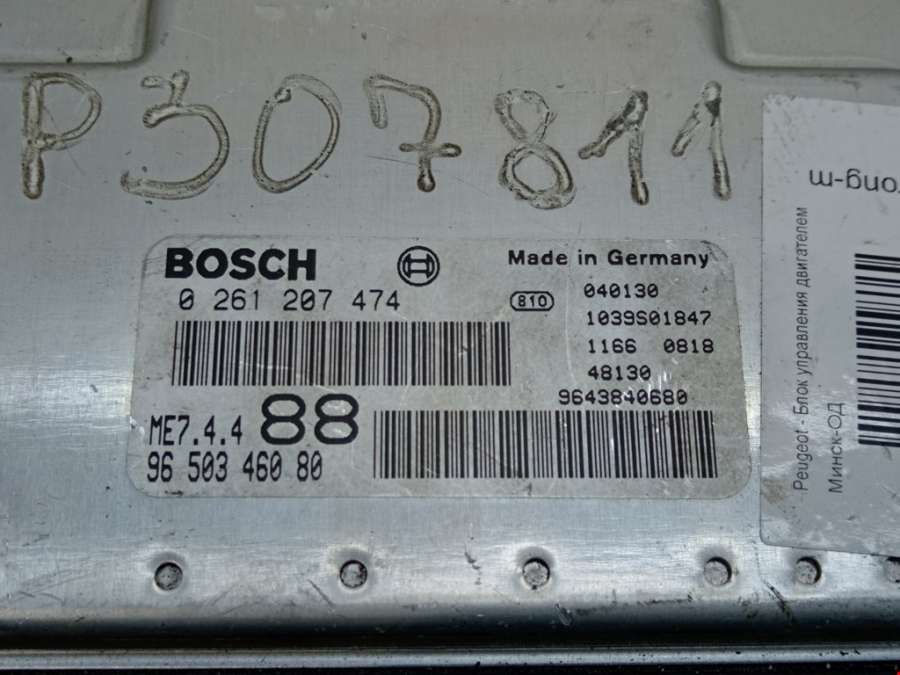 P307811
BOSCH
Made in Germany
0 261 207 474
810
040130
1039S01847
1166 0818
48130
9643840680
ME7.4.4 88
96 503 460 80
Peugeot - Блок управления двигателем
Минск-ОД